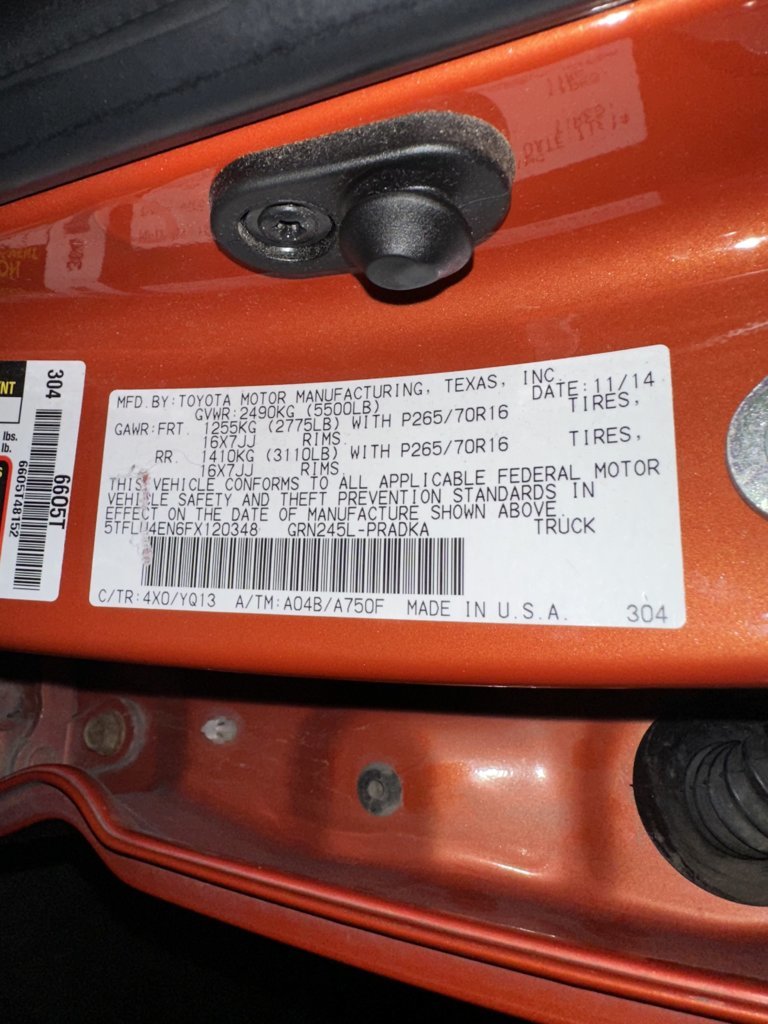 MFD.BY:TOYOTA MOTOR MANUFACTURING, TEXAS, INC. DATE:11/14
GVWR:2490KG (5500LB)
GAWR:FRT. 1255KG (2775LB) WITH P265/70R16 TIRES,
16X7JJ RIMS
RR. 1410KG (3110LB) WITH P265/70R16 TIRES,
16X7JJ RIMS
THIS VEHICLE CONFORMS TO ALL APPLICABLE FEDERAL MOTOR
VEHICLE SAFETY AND THEFT PREVENTION STANDARDS IN
EFFECT ON THE DATE OF MANUFACTURE SHOWN ABOVE.
5TFLU4EN6FX120348 GRN245L-PRADKA TRUCK
C/TR:4X0/YQ13 A/TM:A04B/A750F MADE IN U.S.A. 304
304
6605T
6605T48152
lbs.
lb.